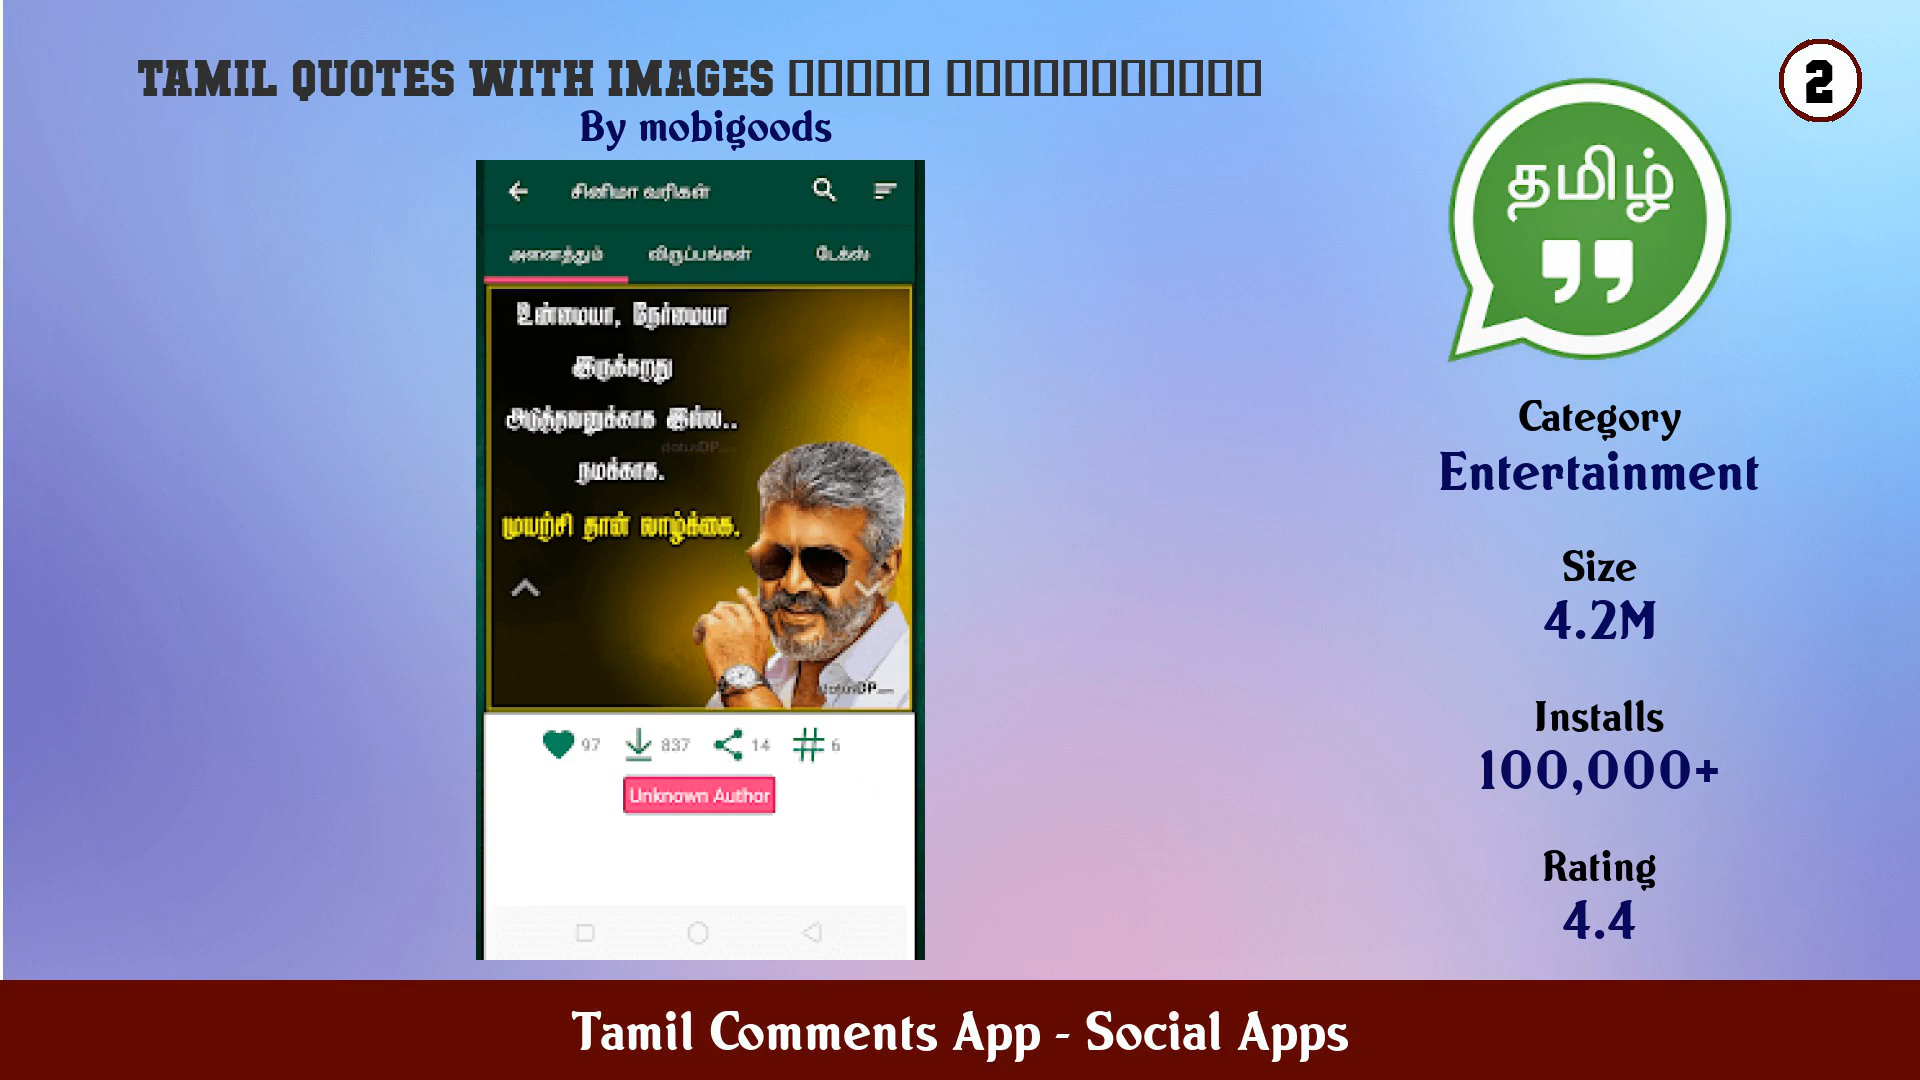 TAMIL QUOTES WITH IMAGES
2
By mobigoods
சினிமா வரிகள்
அனைத்தும் விருப்பங்கள் டேக்ஸ்
உண்மையா, நேர்மையா
இருக்கறது
அடுத்தவனுக்காக இல்ல..
நமக்காக.
முயற்சி தான் வாழ்க்கை.
97 837 14 6
Unknown Author
தமிழ்
Category
Entertainment
Size
4.2M
Installs
100,000+
Rating
4.4
Tamil Comments App - Social Apps